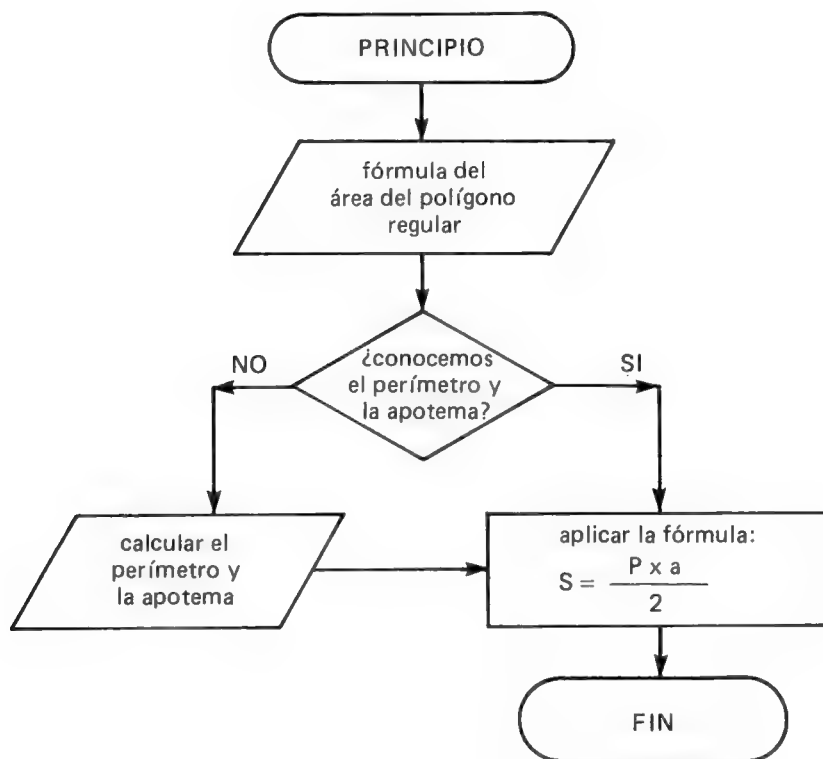 PRINCIPIO
fórmula del
área del polígono
regular
¿conocemos
el perímetro y
la apotema?
NO
SI
calcular el
perímetro y
la apotema
aplicar la fórmula:
S = P x a
2
FIN